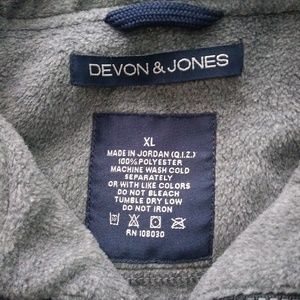 DEVON & JONES
XL
MADE IN JORDAN (Q.I.Z.)
100% POLYESTER
MACHINE WASH COLD
SEPARATELY
OR WITH LIKE COLORS
DO NOT BLEACH
TUMBLE DRY LOW
DO NOT IRON
RN 108030